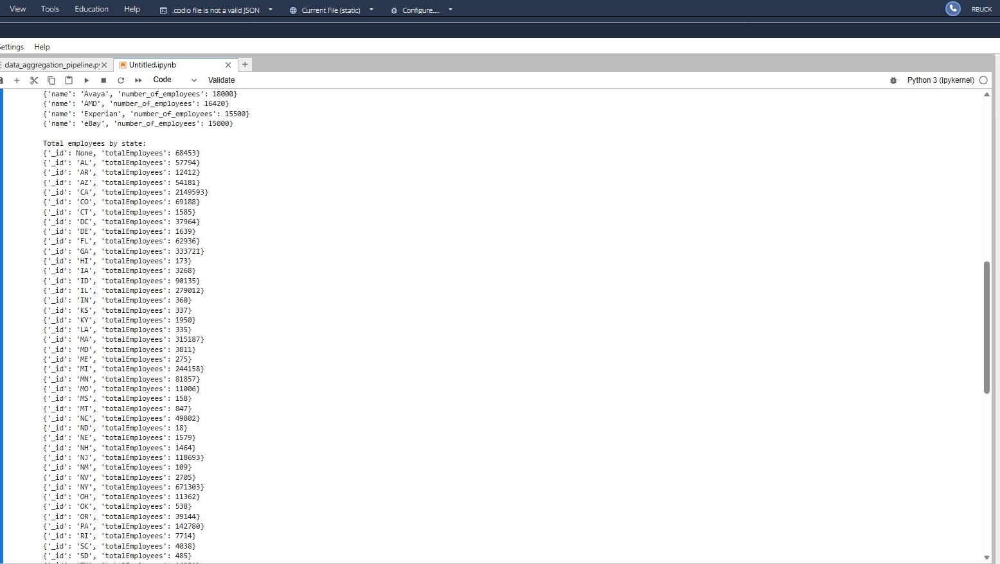 View Tools Education Help .codio file is not a valid JSON Current File (static) Configure.... RBUCK
Settings Help
data_aggregation_pipeline.py Untitled.ipynb
Code Validate Python 3 (ipykernel)
{'name': 'Avaya', 'number_of_employees': 18000}
{'name': 'AMD', 'number_of_employees': 16420}
{'name': 'Experian', 'number_of_employees': 15500}
{'name': 'eBay', 'number_of_employees': 15000}
Total employees by state:
{'_id': None, 'totalEmployees': 68453}
{'_id': 'AL', 'totalEmployees': 57794}
{'_id': 'AR', 'totalEmployees': 12412}
{'_id': 'AZ', 'totalEmployees': 54181}
{'_id': 'CA', 'totalEmployees': 2149593}
{'_id': 'CO', 'totalEmployees': 69188}
{'_id': 'CT', 'totalEmployees': 1585}
{'_id': 'DC', 'totalEmployees': 37964}
{'_id': 'DE', 'totalEmployees': 1639}
{'_id': 'FL', 'totalEmployees': 62936}
{'_id': 'GA', 'totalEmployees': 333721}
{'_id': 'HI', 'totalEmployees': 173}
{'_id': 'IA', 'totalEmployees': 3268}
{'_id': 'ID', 'totalEmployees': 90135}
{'_id': 'IL', 'totalEmployees': 279012}
{'_id': 'IN', 'totalEmployees': 360}
{'_id': 'KS', 'totalEmployees': 337}
{'_id': 'KY', 'totalEmployees': 1950}
{'_id': 'LA', 'totalEmployees': 335}
{'_id': 'MA', 'totalEmployees': 315187}
{'_id': 'MD', 'totalEmployees': 3811}
{'_id': 'ME', 'totalEmployees': 275}
{'_id': 'MI', 'totalEmployees': 244158}
{'_id': 'MN', 'totalEmployees': 81857}
{'_id': 'MO', 'totalEmployees': 11006}
{'_id': 'MS', 'totalEmployees': 158}
{'_id': 'MT', 'totalEmployees': 847}
{'_id': 'NC', 'totalEmployees': 49802}
{'_id': 'ND', 'totalEmployees': 18}
{'_id': 'NE', 'totalEmployees': 1579}
{'_id': 'NH', 'totalEmployees': 1464}
{'_id': 'NJ', 'totalEmployees': 118693}
{'_id': 'NM', 'totalEmployees': 109}
{'_id': 'NV', 'totalEmployees': 2705}
{'_id': 'NY', 'totalEmployees': 671303}
{'_id': 'OH', 'totalEmployees': 11362}
{'_id': 'OK', 'totalEmployees': 538}
{'_id': 'OR', 'totalEmployees': 39144}
{'_id': 'PA', 'totalEmployees': 142780}
{'_id': 'RI', 'totalEmployees': 7714}
{'_id': 'SC', 'totalEmployees': 4038}
{'_id': 'SD', 'totalEmployees': 485}